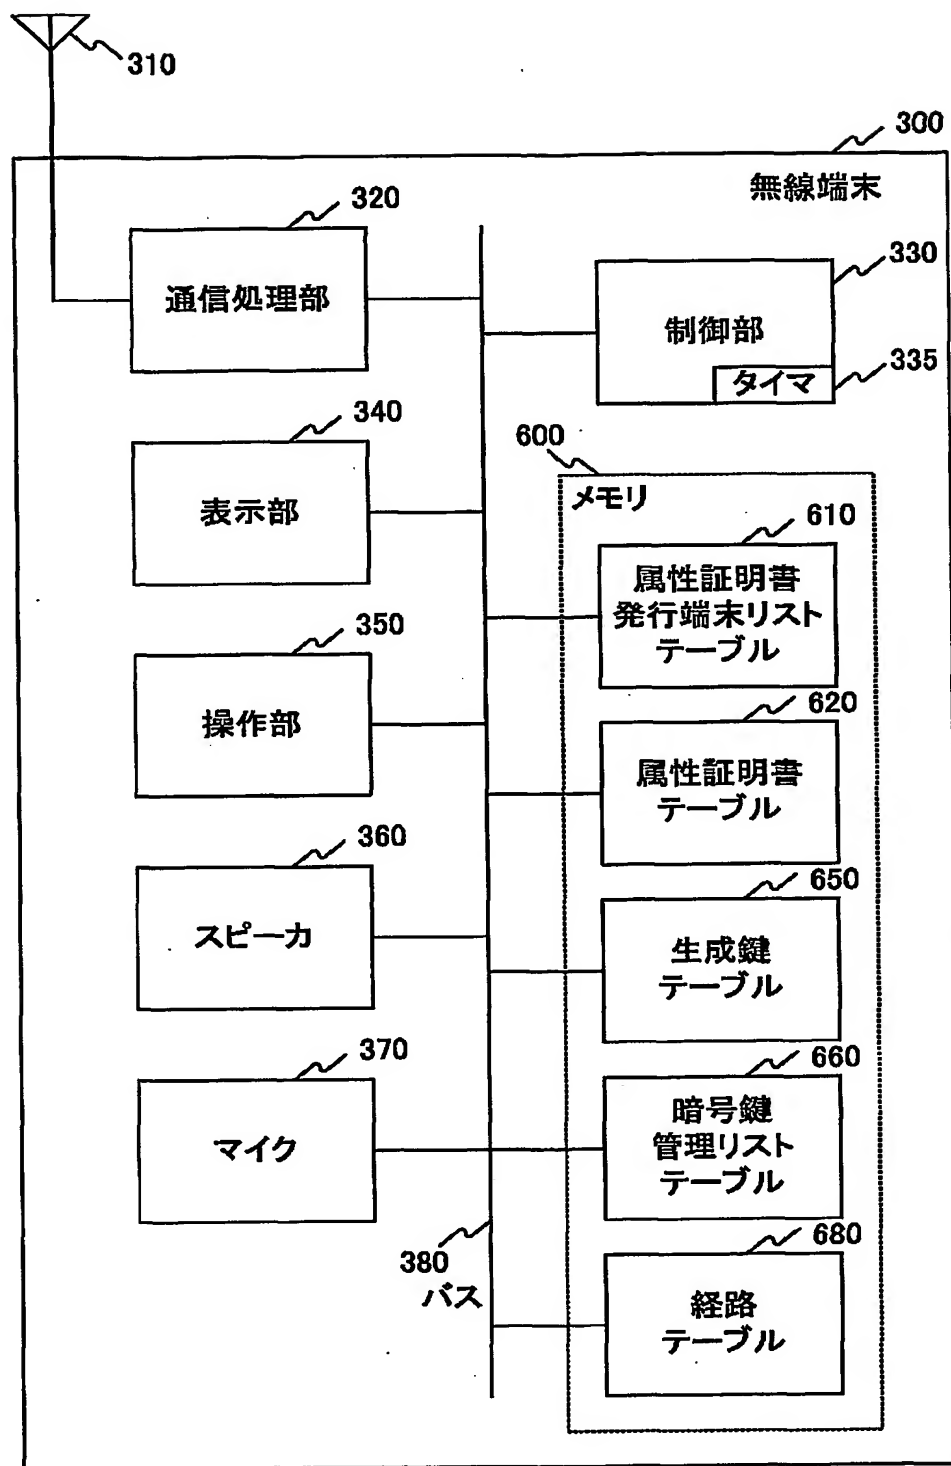 310
300
無線端末
320
通信処理部
330
制御部
タイマ
335
340
表示部
600
メモリ
610
属性証明書
発行端末リスト
テーブル
350
操作部
620
属性証明書
テーブル
360
スピーカ
650
生成鍵
テーブル
370
マイク
660
暗号鍵
管理リスト
テーブル
380
バス
680
経路
テーブル